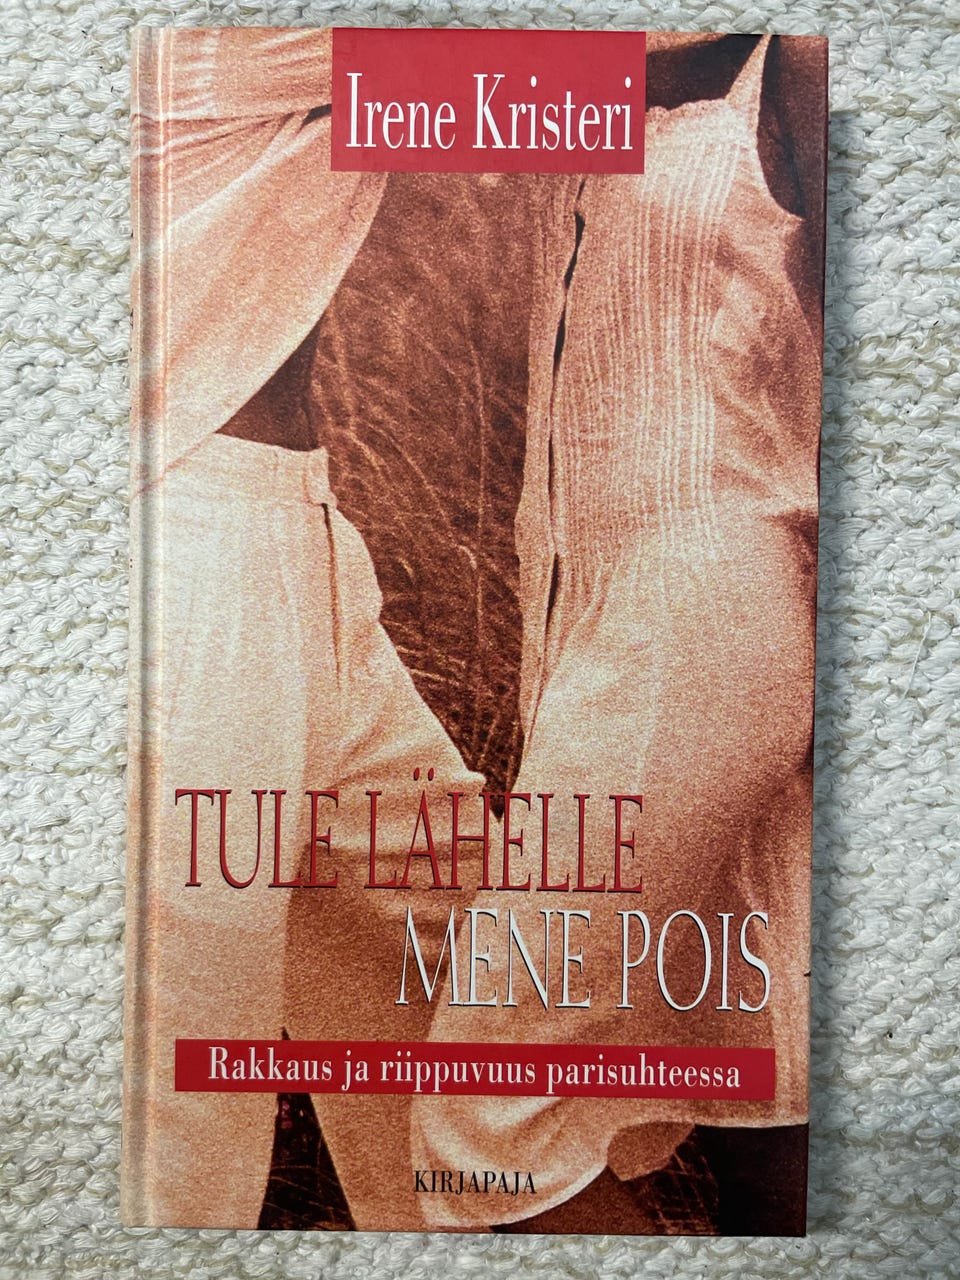 Irene Kristeri
TULE LÄHELLE
MENE POIS
Rakkaus ja riippuvuus parisuhteessa
KIRJAPAJA